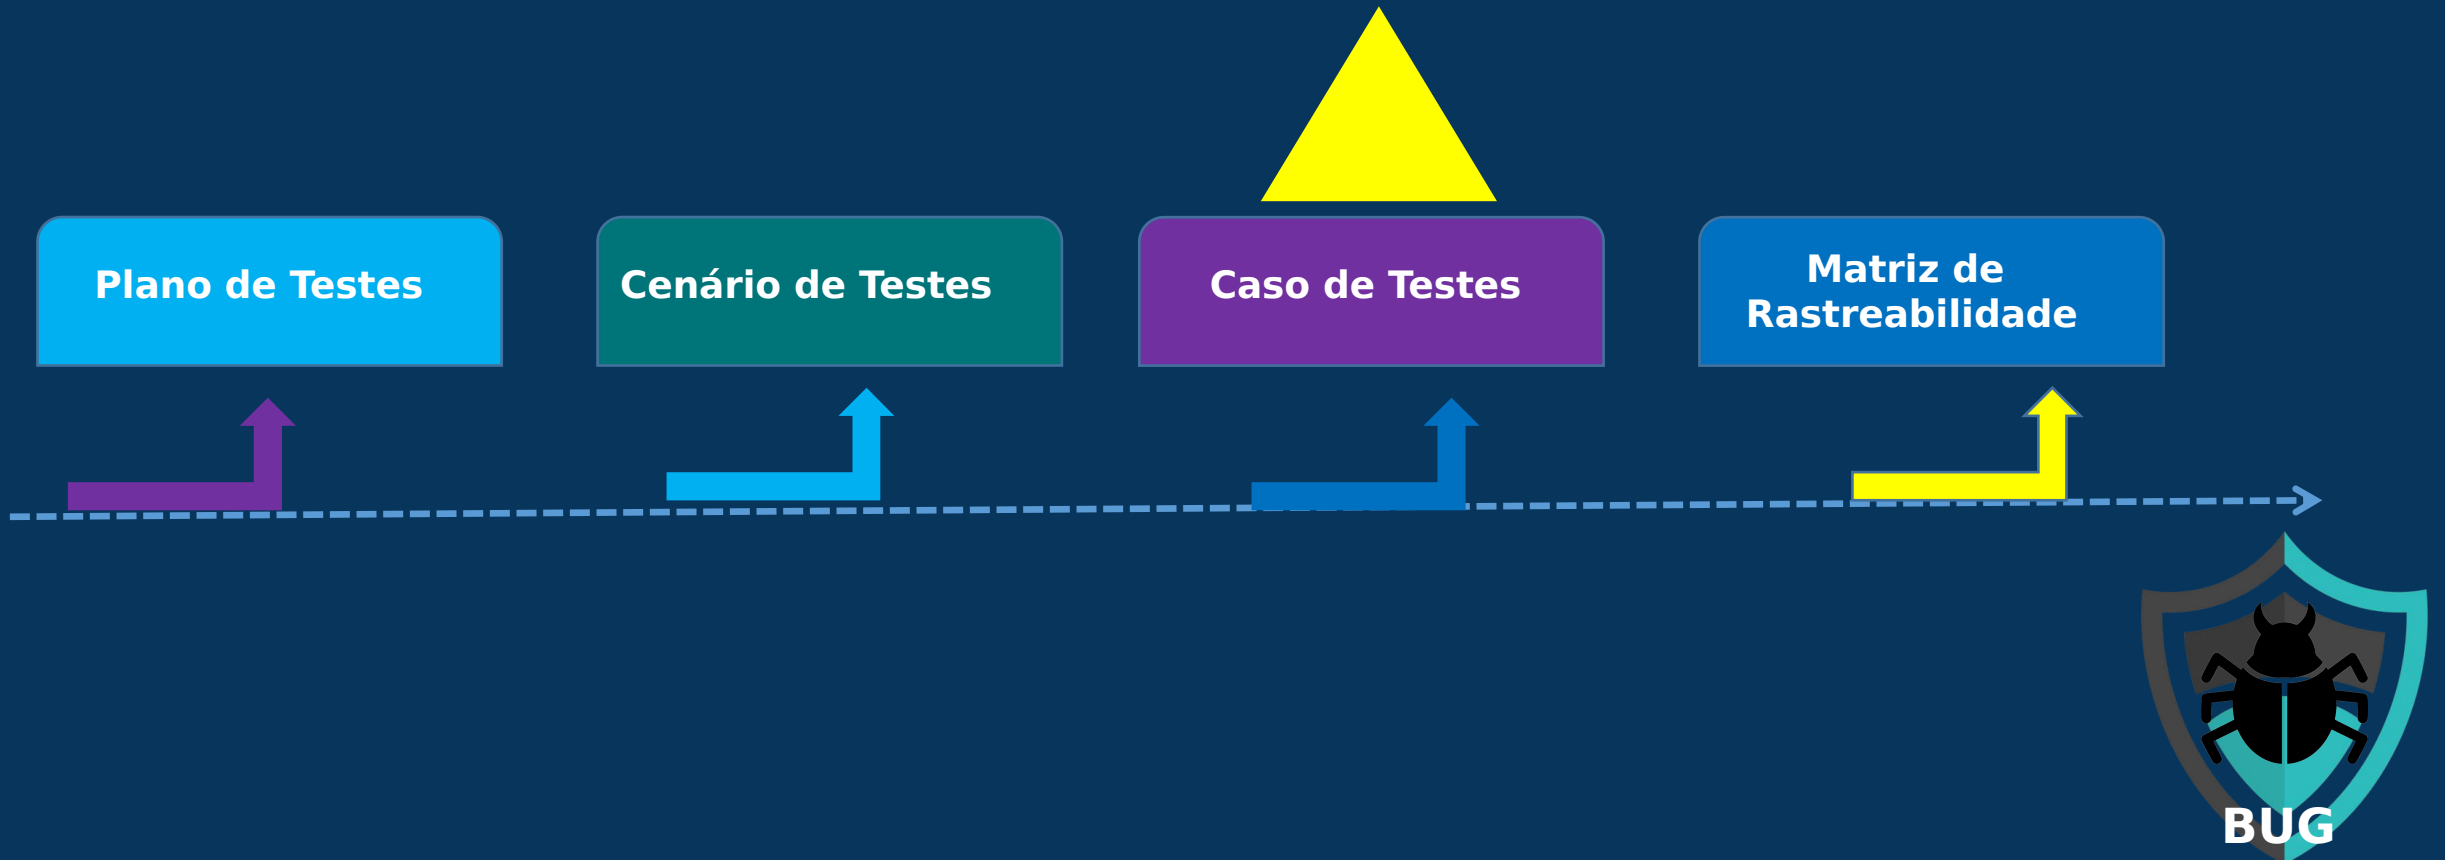 Plano de Testes
Cenário de Testes
Caso de Testes
Matriz de
Rastreabilidade
BUG